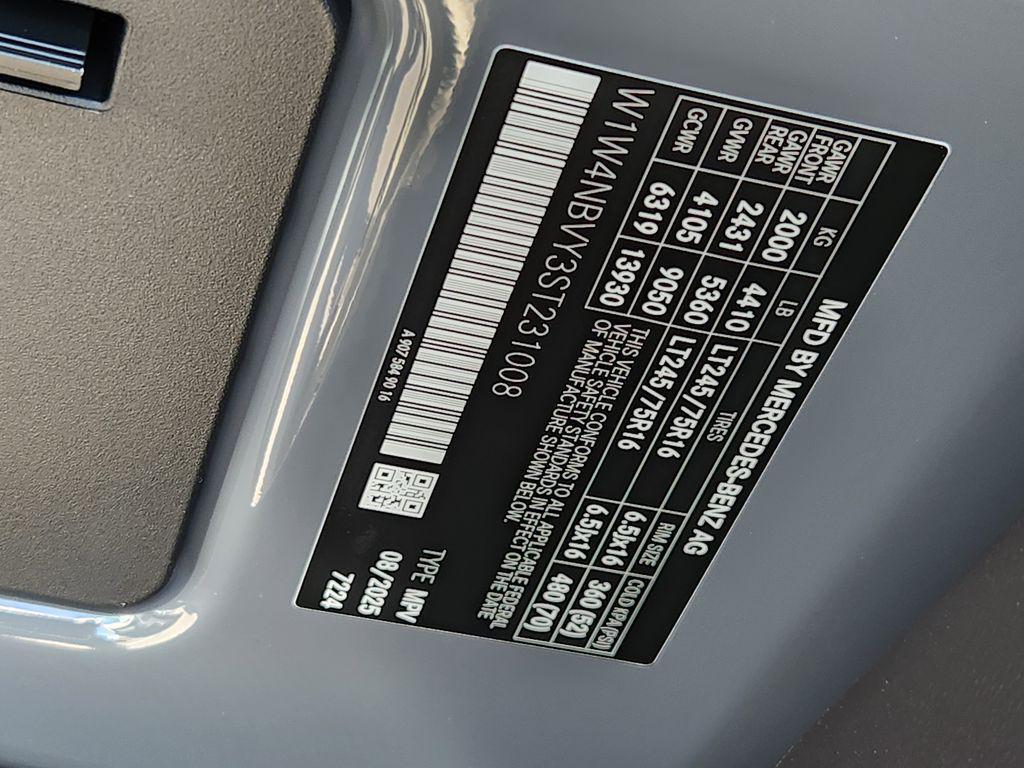 MFD BY MERCEDES-BENZ AG
KG LB TIRES RIM SIZE COLD KPA (PSI)
GAWR FRONT 2000 4410 LT245/75R16 6.5Jx16 360 (52)
GAWR REAR 2431 5360 LT245/75R16 6.5Jx16 480 (70)
GVWR 4105 9050
GCWR 6319 13930
THIS VEHICLE CONFORMS TO ALL APPLICABLE FEDERAL
VEHICLE SAFETY STANDARDS IN EFFECT ON THE DATE
OF MANUFACTURE SHOWN BELOW.
W1W4NBVY3ST231008
TYPE MPV
08/2025
7224
A 907 584 90 16